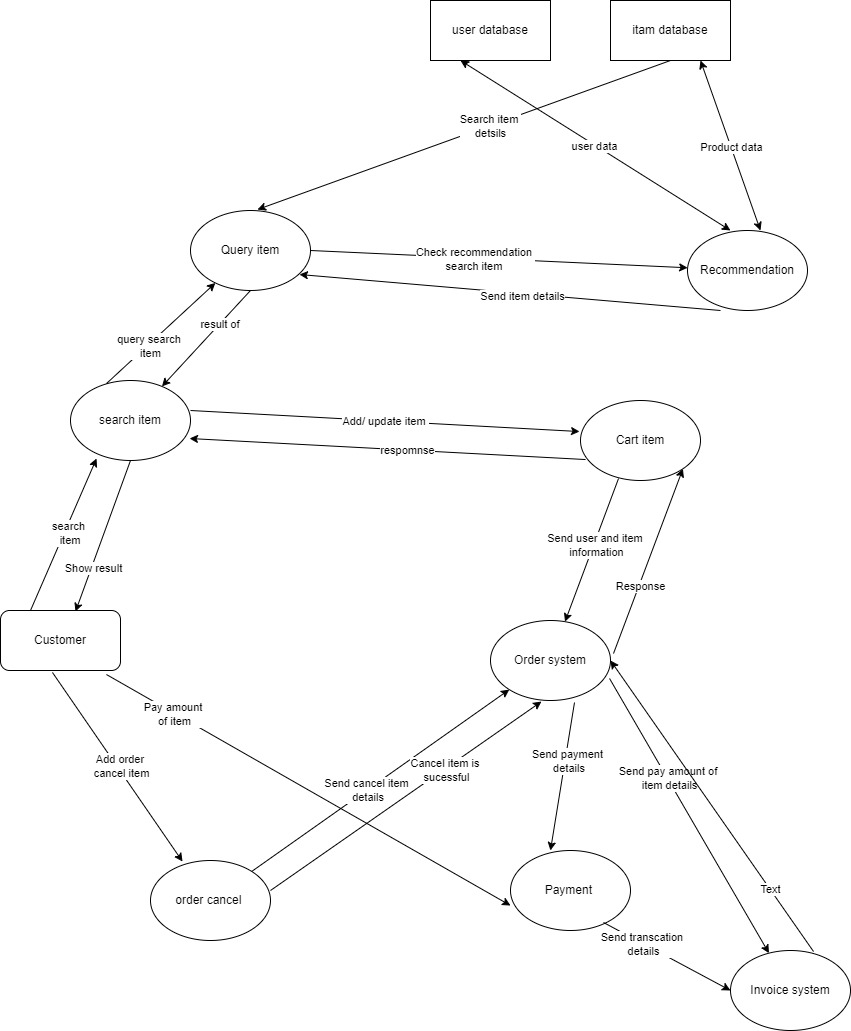 user database
itam database
Search item
detsils
user data
Product data
Query item
Check recommendation
search item
Recommendation
Send item details
result of
query search
item
search item
Add/ update item
Cart item
respomnse
search
item
Send user and item
information
Show result
Response
Customer
Order system
Pay amount
of item
Add order
cancel item
Send payment
details
Cancel item is
sucessful
Send pay amount of
item details
Send cancel item
details
order cancel
Payment
Text
Send transcation
details
Invoice system